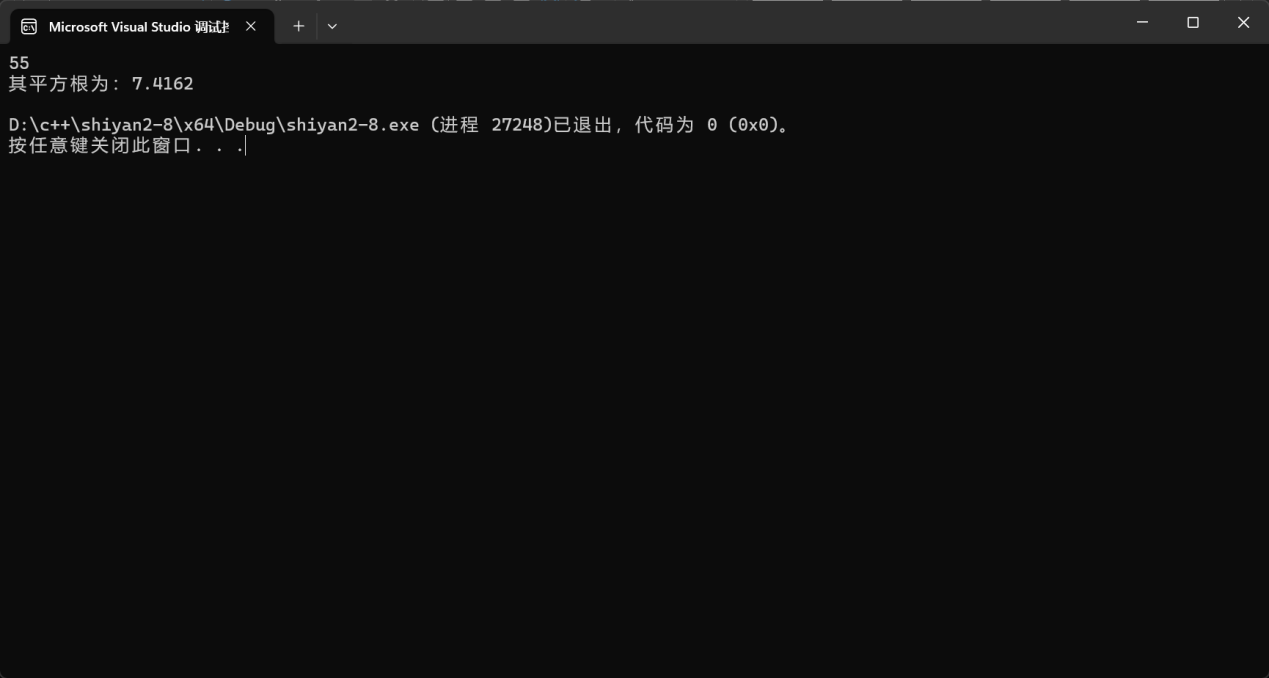 Microsoft Visual Studio 调试
55
其平方根为: 7.4162
D:\c++\shiyan2-8\x64\Debug\shiyan2-8.exe (进程 27248)已退出，代码为 0 (0x0)。
按任意键关闭此窗口. . .